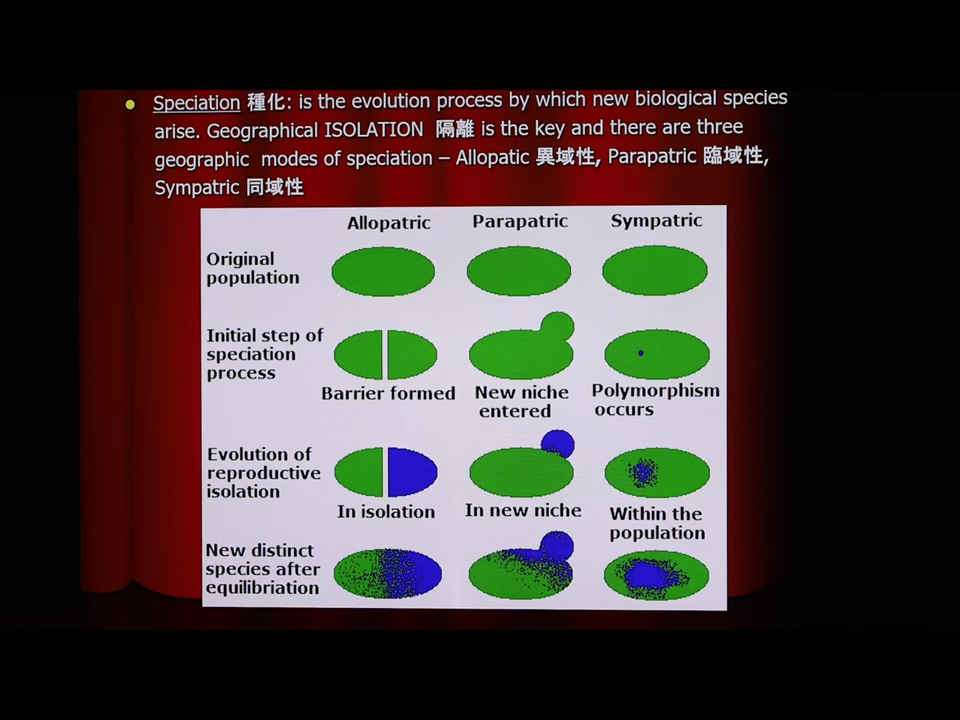 Speciation 種化: is the evolution process by which new biological species
arise. Geographical ISOLATION 隔離 is the key and there are three
geographic modes of speciation – Allopatic 異域性, Parapatric 臨域性,
Sympatric 同域性
Allopatric Parapatric Sympatric
Original
population
Initial step of
speciation
process
Barrier formed
New niche
entered
Polymorphism
occurs
Evolution of
reproductive
isolation
In isolation
In new niche
Within the
population
New distinct
species after
equilibriation